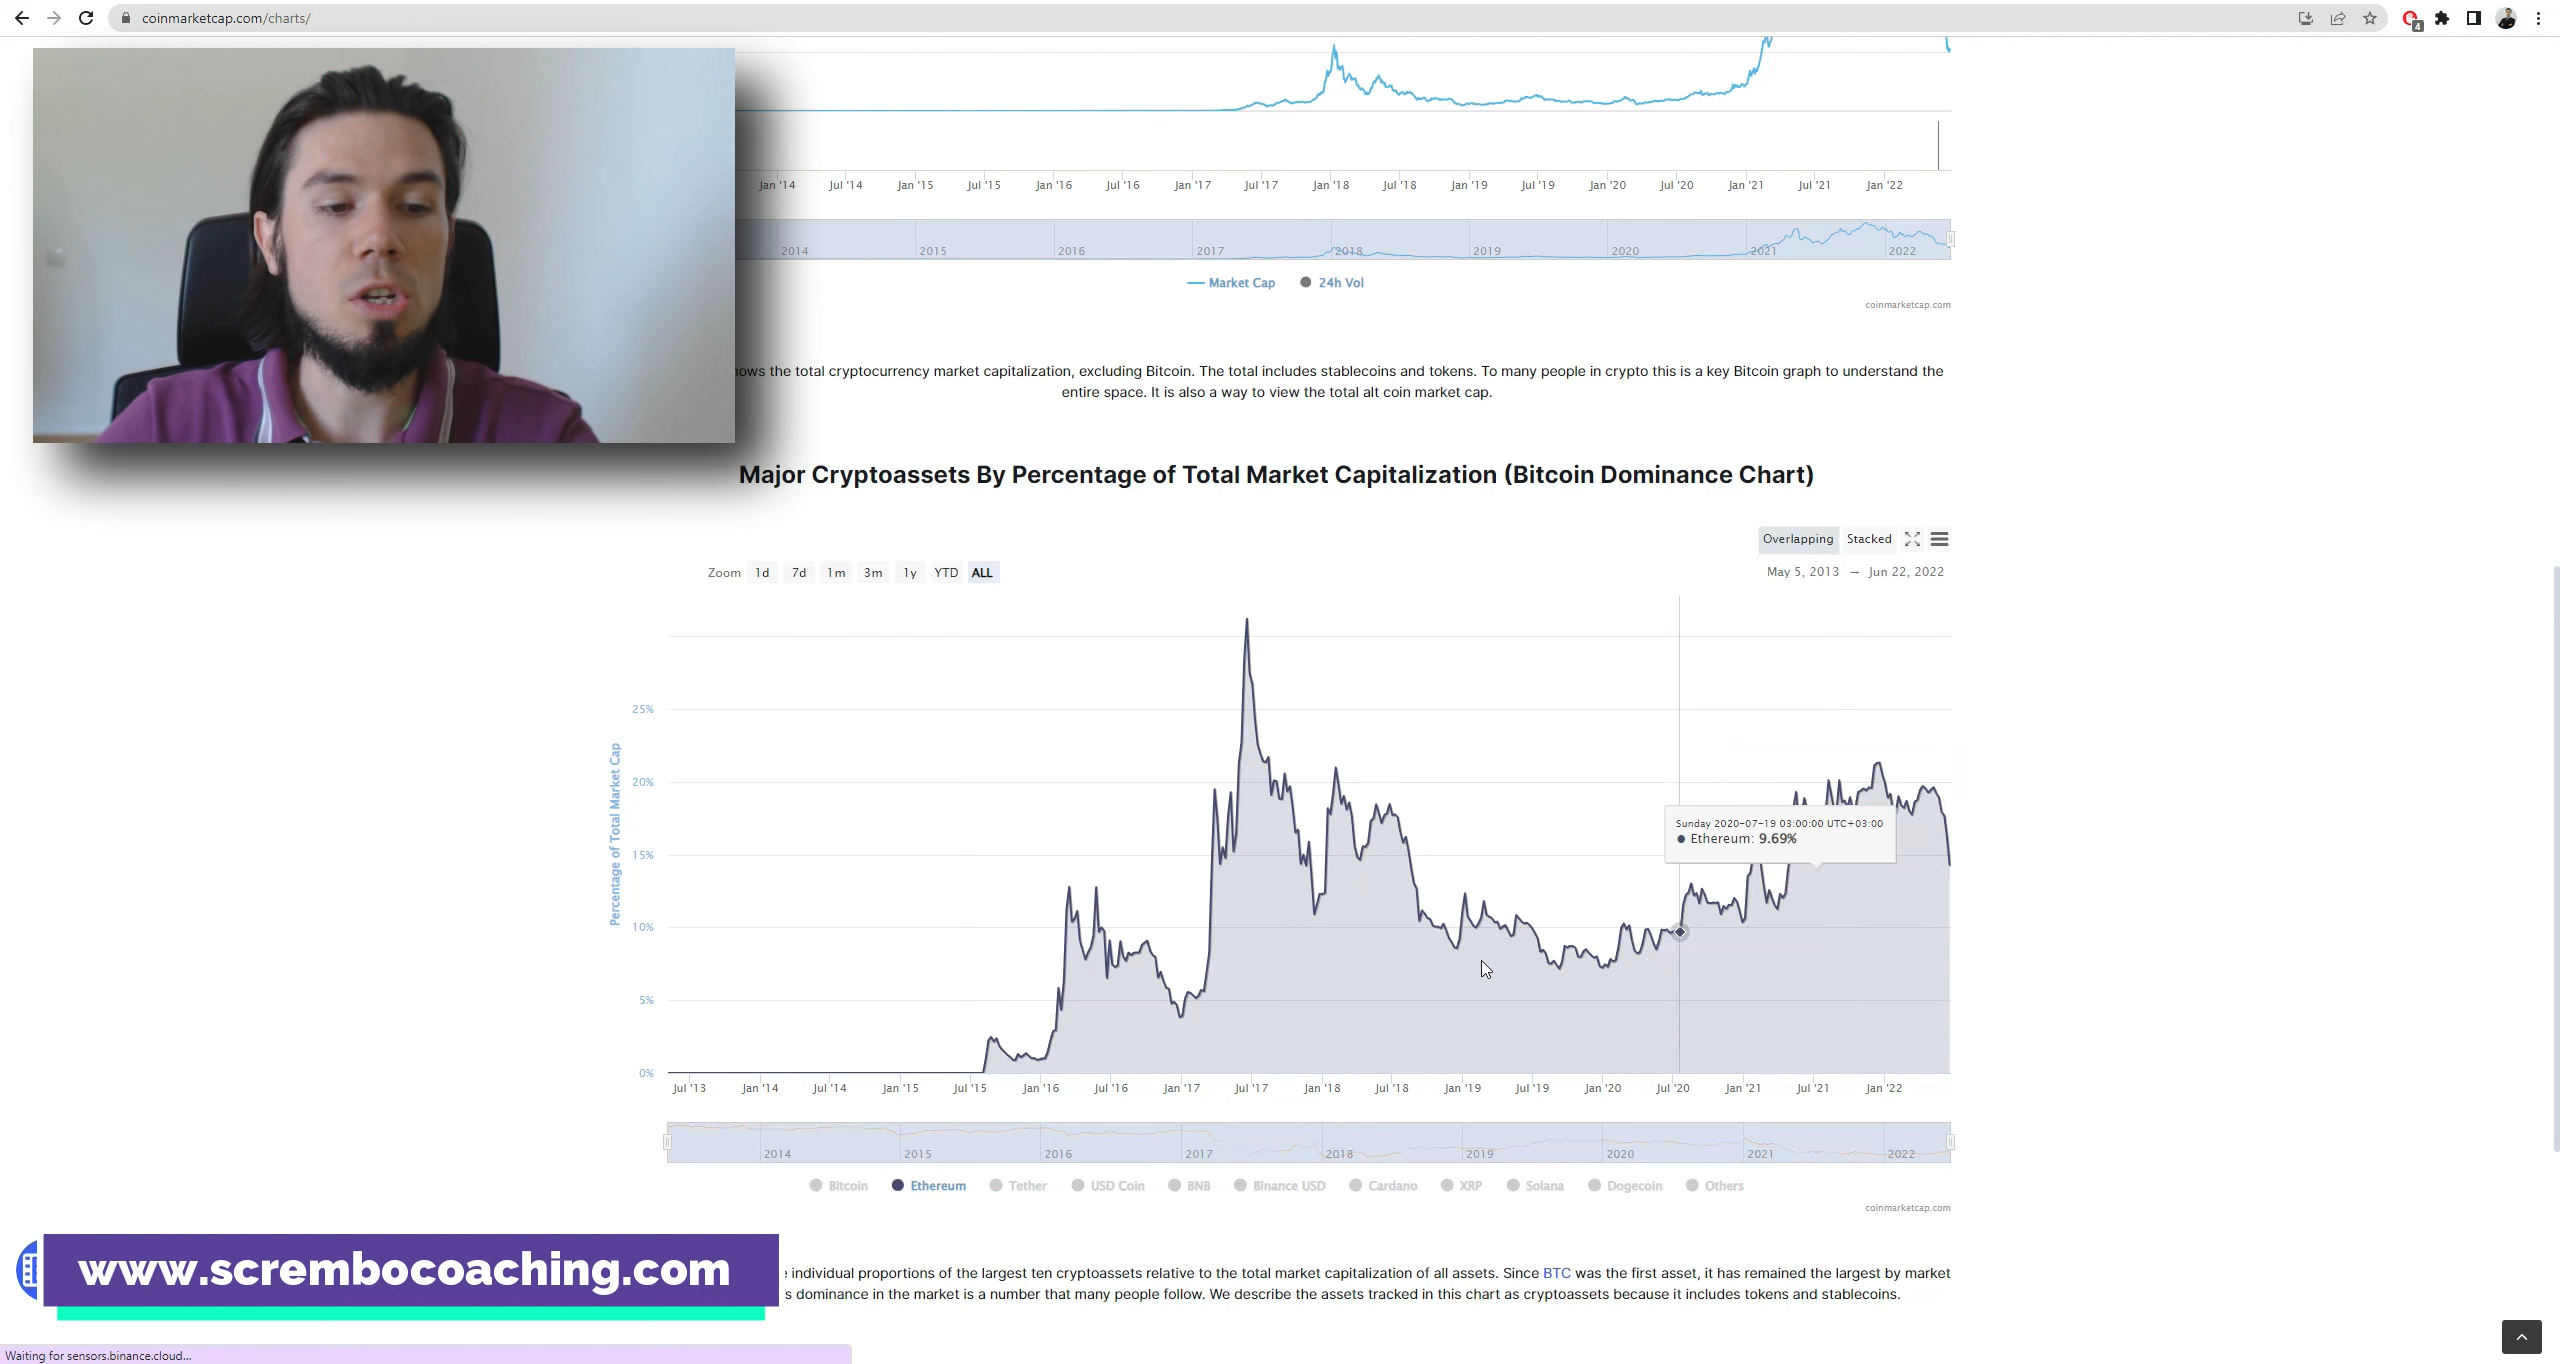 coinmarketcap.com/charts/
4
Jan '14 Jul '14 Jan '15 Jul '15 Jan '16 Jul '16 Jan '17 Jul '17 Jan '18 Jul '18 Jan '19 Jul '19 Jan '20 Jul '20 Jan '21 Jul '21 Jan '22
2014 2015 2016 2017 2018 2019 2020 2021 2022
Market Cap 24h Vol
coinmarketcap.com
the total cryptocurrency market capitalization, excluding Bitcoin. The total includes stablecoins and tokens. To many people in crypto this is a key Bitcoin graph to understand the
entire space. It is also a way to view the total alt coin market cap.
Major Cryptoassets By Percentage of Total Market Capitalization (Bitcoin Dominance Chart)
Overlapping Stacked
Zoom 1d 7d 1m 3m 1y YTD ALL
May 5, 2013 → Jun 22, 2022
25%
20%
15%
10%
5%
0%
Percentage of Total Market Cap
Sunday 2020-07-19 03:00:00 UTC+03:00
Ethereum: 9.69%
Jul '13 Jan '14 Jul '14 Jan '15 Jul '15 Jan '16 Jul '16 Jan '17 Jul '17 Jan '18 Jul '18 Jan '19 Jul '19 Jan '20 Jul '20 Jan '21 Jul '21 Jan '22
2014 2015 2016 2017 2018 2019 2020 2021 2022
Bitcoin Ethereum Tether USD Coin BNB Binance USD Cardano XRP Solana Dogecoin Others
coinmarketcap.com
www.scrembocoaching.com
individual proportions of the largest ten cryptoassets relative to the total market capitalization of all assets. Since BTC was the first asset, it has remained the largest by market
's dominance in the market is a number that many people follow. We describe the assets tracked in this chart as cryptoassets because it includes tokens and stablecoins.
Waiting for sensors.binance.cloud...